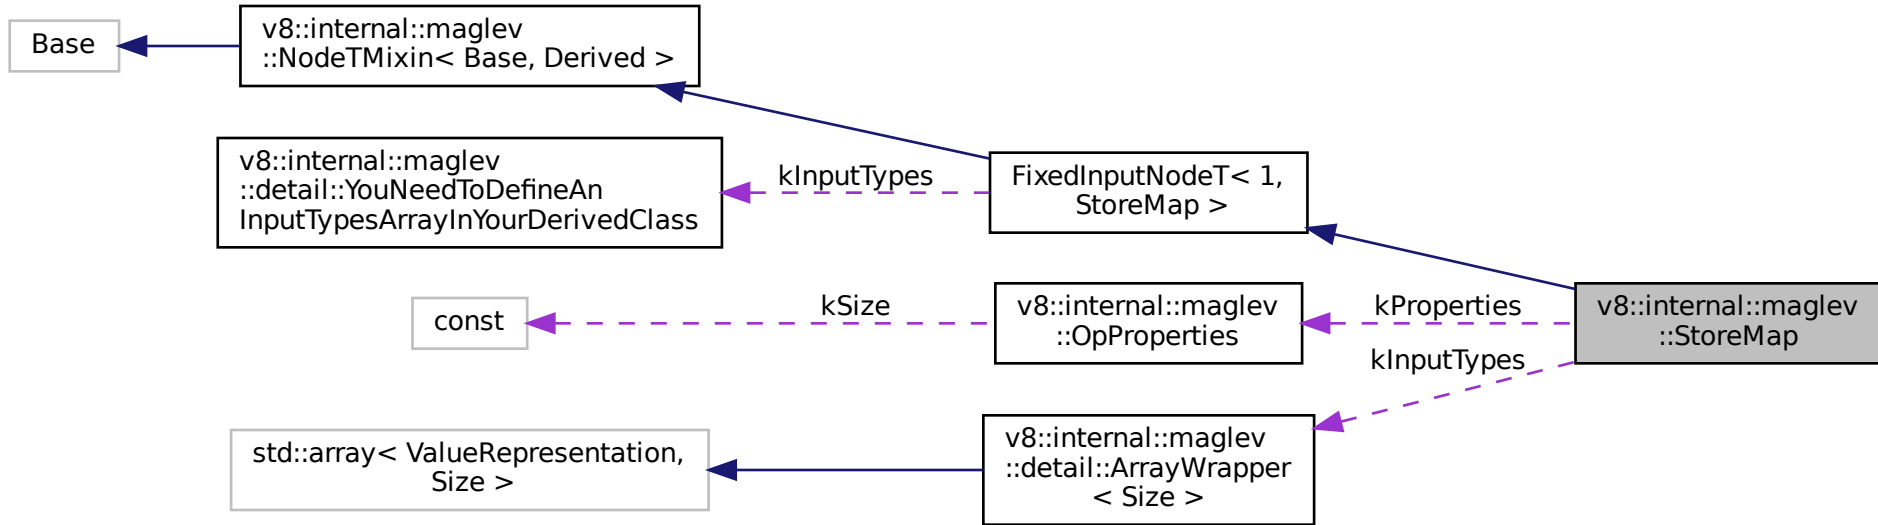 Base
v8::internal::maglev
::NodeTMixin< Base, Derived >
v8::internal::maglev
::detail::YouNeedToDefineAn
InputTypesArrayInYourDerivedClass
kInputTypes
FixedInputNodeT< 1,
StoreMap >
const
kSize
v8::internal::maglev
::OpProperties
kProperties
v8::internal::maglev
::StoreMap
kInputTypes
std::array< ValueRepresentation,
Size >
v8::internal::maglev
::detail::ArrayWrapper
< Size >